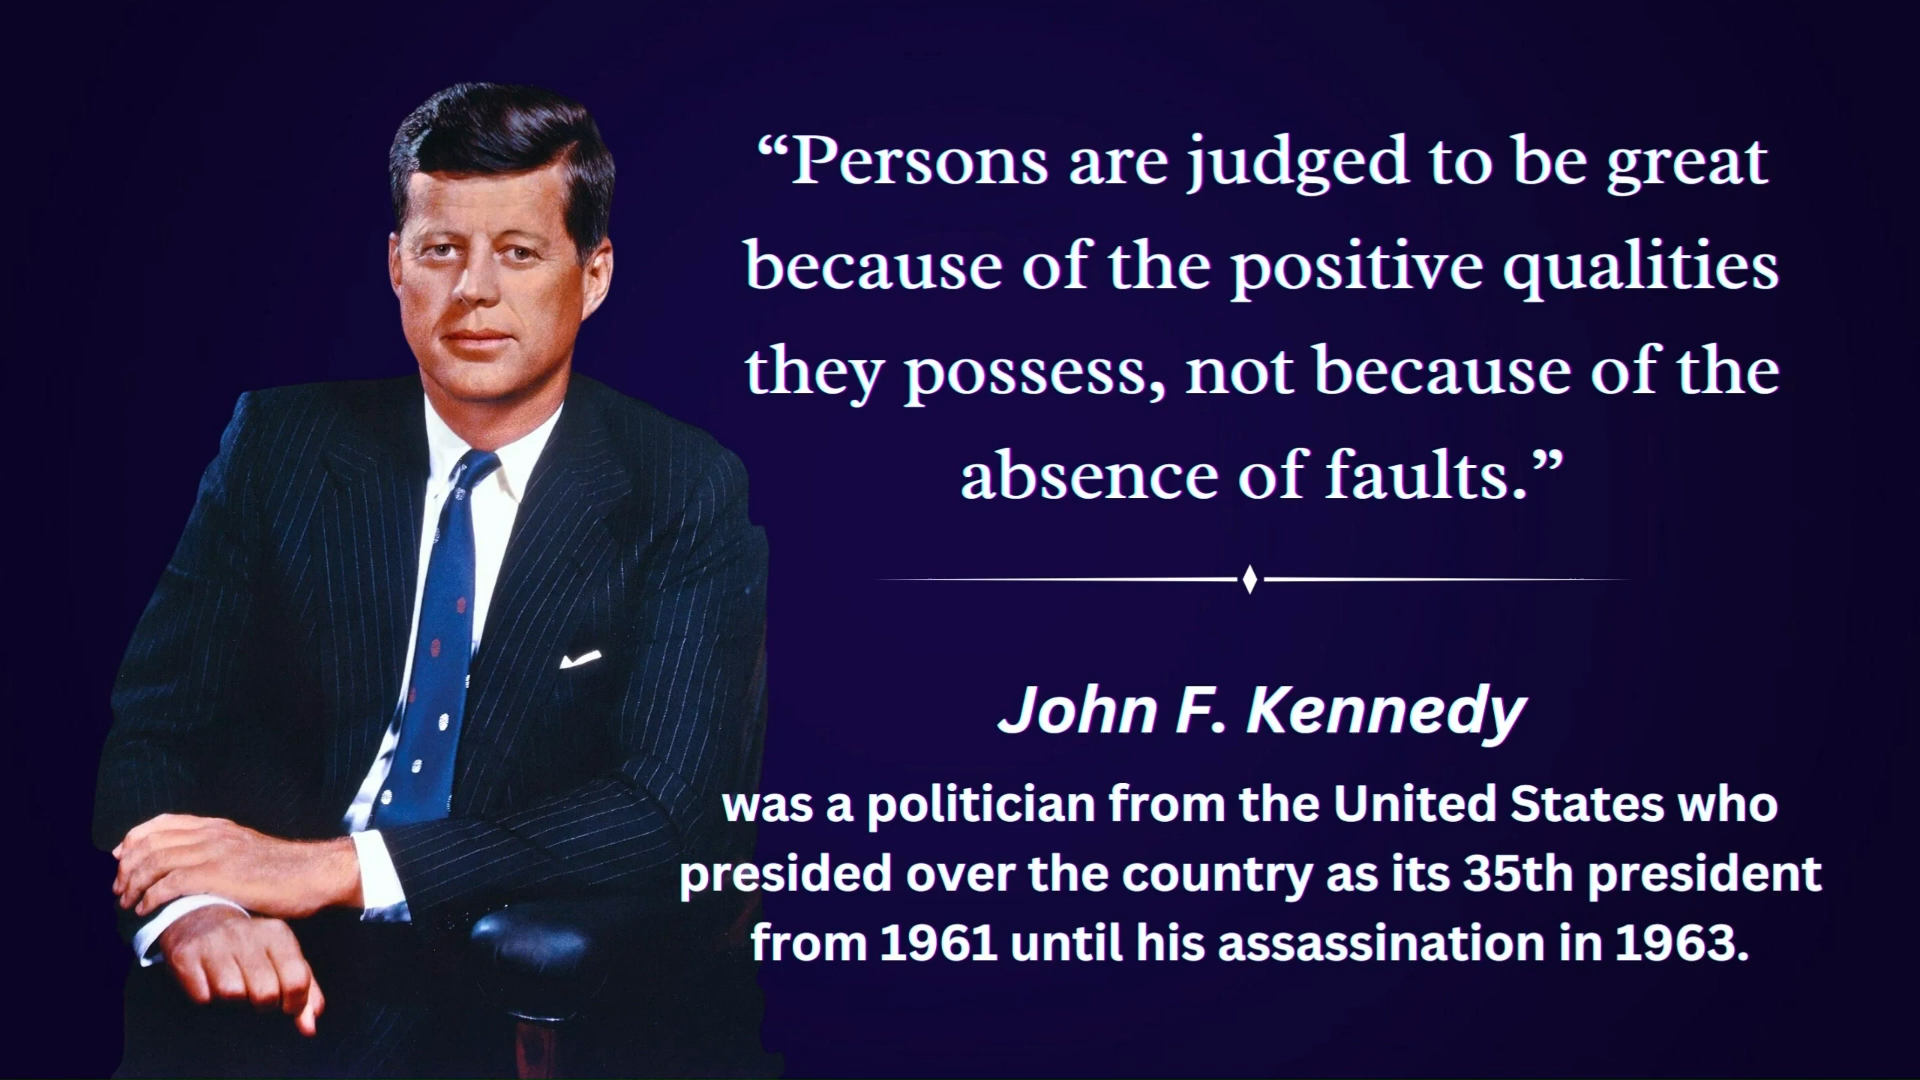 “Persons are judged to be great
because of the positive qualities
they possess, not because of the
absence of faults.”
John F. Kennedy
was a politician from the United States who
presided over the country as its 35th president
from 1961 until his assassination in 1963.